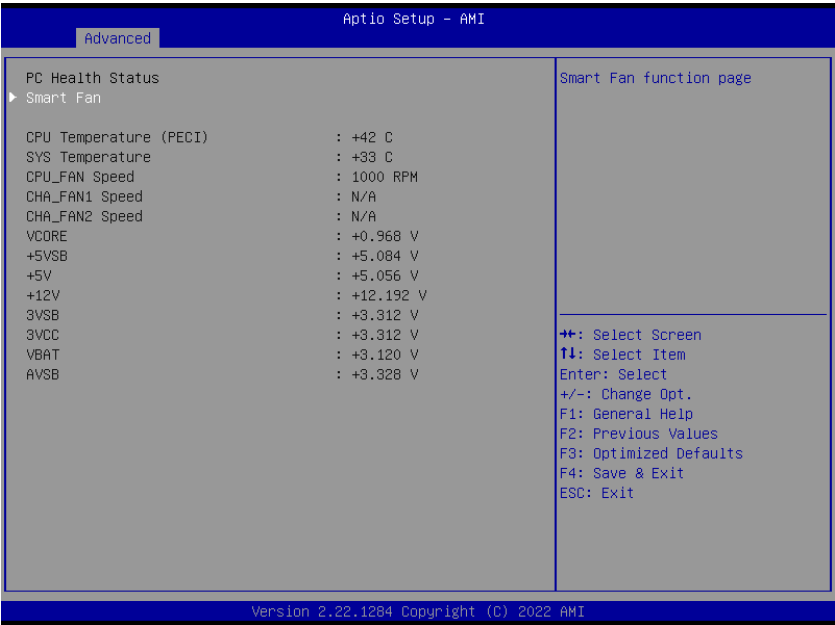 Aptio Setup – AMI
Advanced
PC Health Status
Smart Fan
CPU Temperature (PECI) : +42 C
SYS Temperature : +33 C
CPU_FAN Speed : 1000 RPM
CHA_FAN1 Speed : N/A
CHA_FAN2 Speed : N/A
VCORE : +0.968 V
+5VSB : +5.084 V
+5V : +5.056 V
+12V : +12.192 V
3VSB : +3.312 V
3VCC : +3.312 V
VBAT : +3.120 V
AVSB : +3.328 V
Smart Fan function page
→←: Select Screen
↑↓: Select Item
Enter: Select
+/-: Change Opt.
F1: General Help
F2: Previous Values
F3: Optimized Defaults
F4: Save & Exit
ESC: Exit
Version 2.22.1284 Copyright (C) 2022 AMI